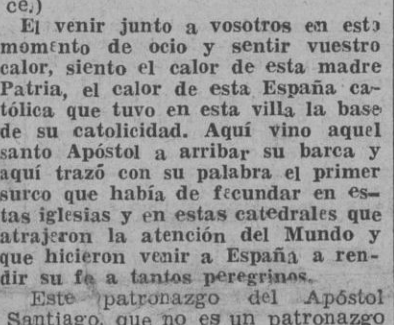 ce.)
El venir junto a vosotros en este
momento de ocio y sentir vuestro
calor, siento el calor de esta madre
Patria, el calor de esta España ca-
tólica que tuvo en esta villa la base
de su catolicidad. Aquí vino aquel
santo Apóstol a arribar su barca y
aquí trazó con su palabra el primer
surco que había de fecundar en es-
tas iglesias y en estas catedrales que
atrajeron la atención del Mundo y
que hicieron venir a España a ren-
dir su fe a tantos peregrinos.
Este patronazgo del Apóstol
Santiago, que no es un patronazgo